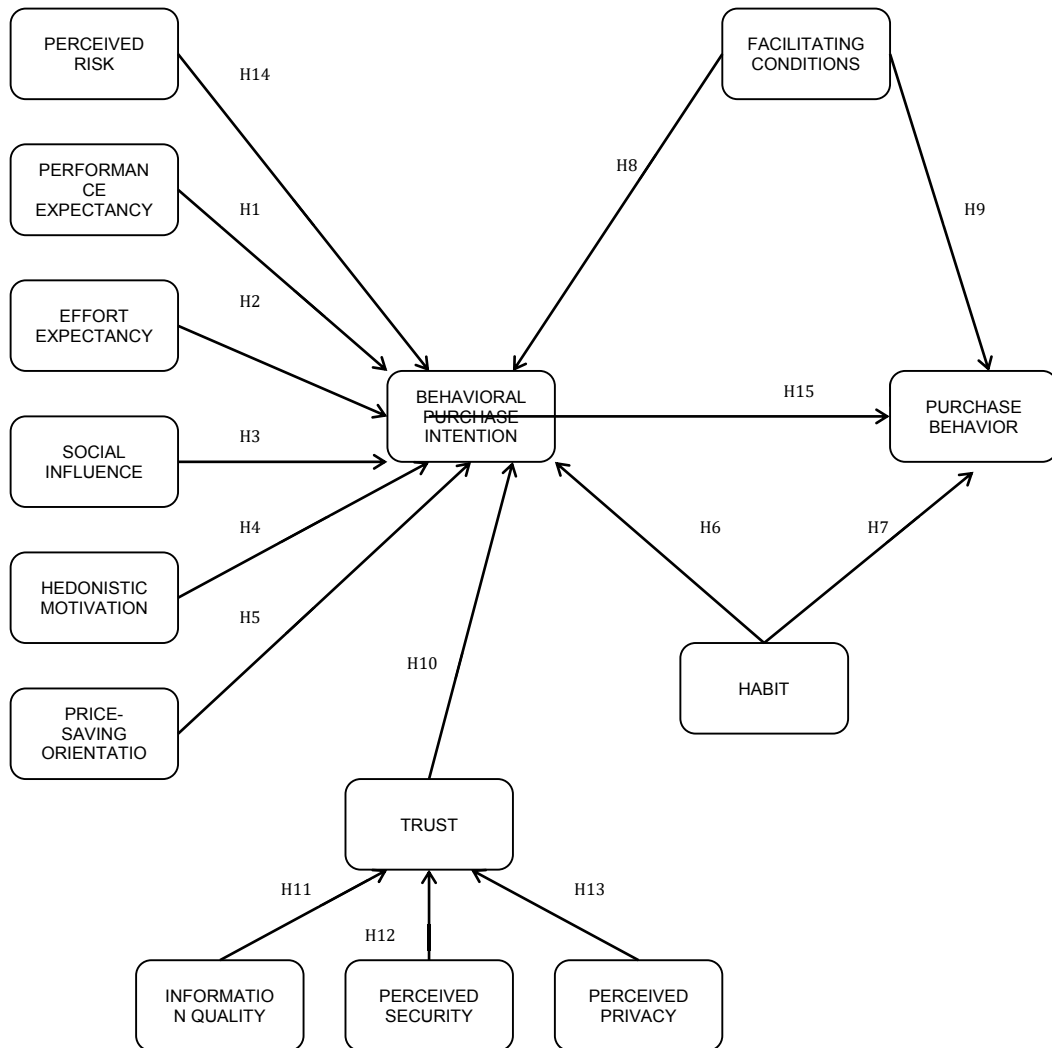 PERCEIVED
RISK
H14
FACILITATING
CONDITIONS
PERFORMAN
CE
EXPECTANCY
H1
H8
H9
EFFORT
EXPECTANCY
H2
BEHAVIORAL
PURCHASE
INTENTION
H15
PURCHASE
BEHAVIOR
SOCIAL
INFLUENCE
H3
H4
H6
H7
HEDONISTIC
MOTIVATION
H5
H10
HABIT
PRICE-
SAVING
ORIENTATIO
TRUST
H11
H12
H13
INFORMATIO
N QUALITY
PERCEIVED
SECURITY
PERCEIVED
PRIVACY